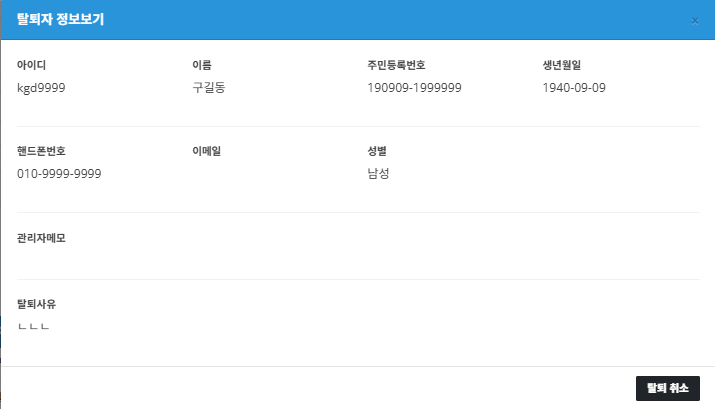 탈퇴자 정보보기
×
아이디 이름 주민등록번호 생년월일
kgd9999 구길동 190909-1999999 1940-09-09
핸드폰번호 이메일 성별
010-9999-9999 남성
관리자메모
탈퇴사유
ㄴㄴㄴ
탈퇴 취소